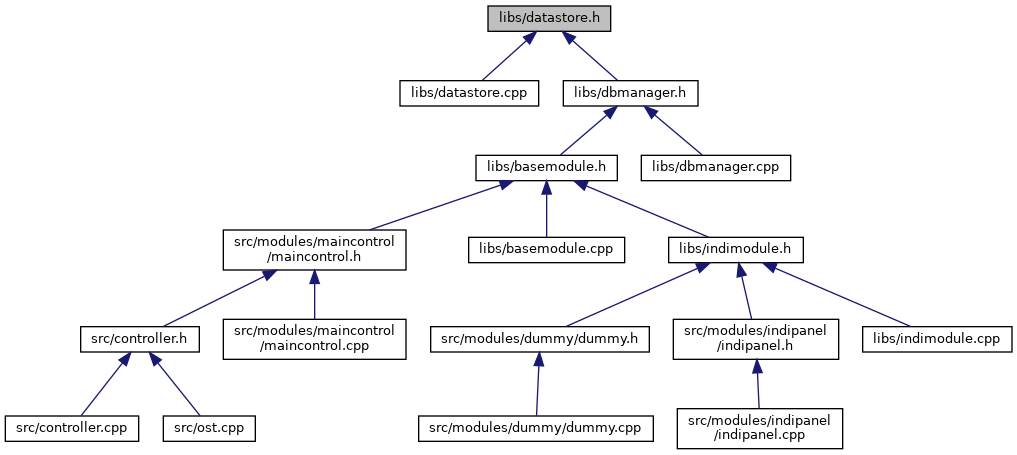 libs/datastore.h
libs/datastore.cpp
libs/dbmanager.h
libs/basemodule.h
libs/dbmanager.cpp
src/modules/maincontrol
/maincontrol.h
libs/basemodule.cpp
libs/indimodule.h
src/controller.h
src/modules/maincontrol
/maincontrol.cpp
src/modules/dummy/dummy.h
src/modules/indipanel
/indipanel.h
libs/indimodule.cpp
src/controller.cpp
src/ost.cpp
src/modules/dummy/dummy.cpp
src/modules/indipanel
/indipanel.cpp